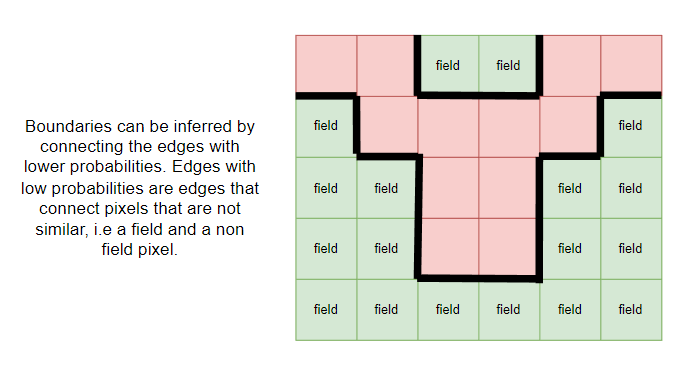 Boundaries can be inferred by
connecting the edges with
lower probabilities. Edges with
low probabilities are edges that
connect pixels that are not
similar, i.e a field and a non
field pixel.
field field
field field
field field field field
field field field field
field field field field field field